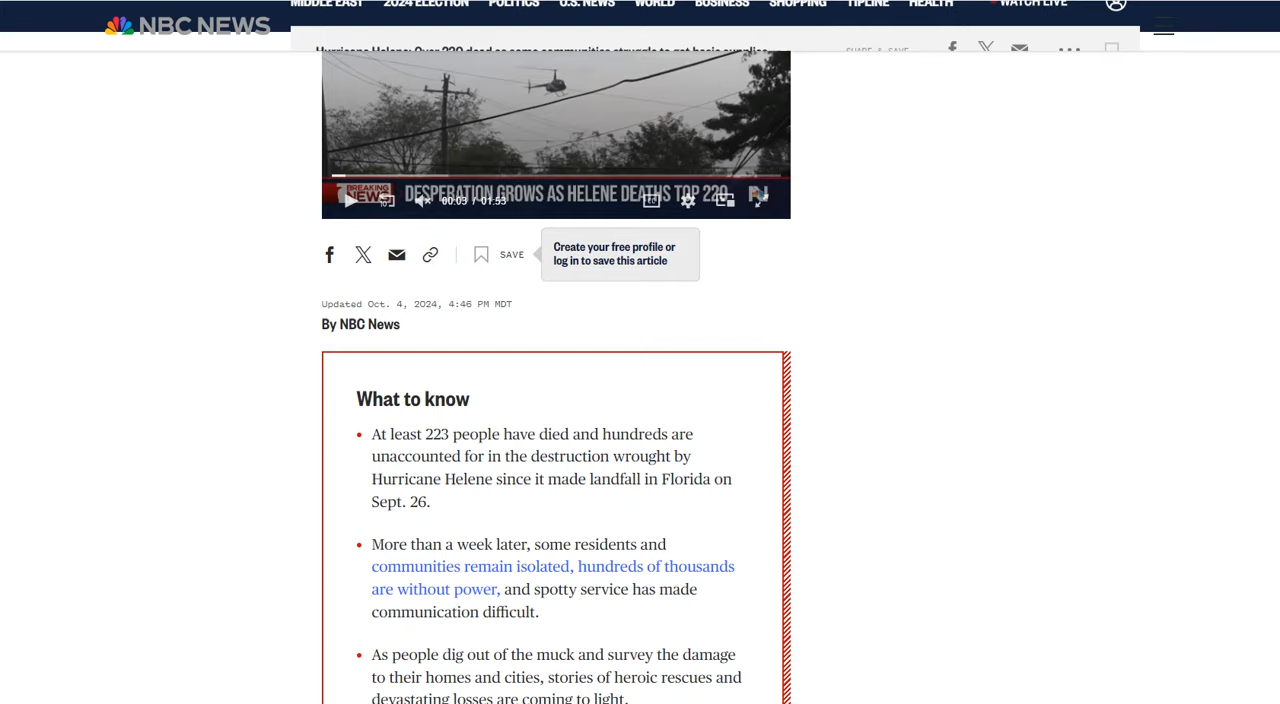 MIDDLE EAST 2024 ELECTION POLITICS U.S. NEWS WORLD BUSINESS SHOPPING TIPLINE HEALTH WATCH LIVE
NBC NEWS
Hurricane Helene: Over 220 dead as some communities struggle to get basic supplies
SHARE & SAVE
BREAKING NEWS
DESPERATION GROWS AS HELENE DEATHS TOP 220
10 00:03 / 01:53 CC
SAVE
Create your free profile or
log in to save this article
Updated Oct. 4, 2024, 4:46 PM MDT
By NBC News
What to know
• At least 223 people have died and hundreds are
unaccounted for in the destruction wrought by
Hurricane Helene since it made landfall in Florida on
Sept. 26.
• More than a week later, some residents and
communities remain isolated, hundreds of thousands
are without power, and spotty service has made
communication difficult.
• As people dig out of the muck and survey the damage
to their homes and cities, stories of heroic rescues and
devastating losses are coming to light.